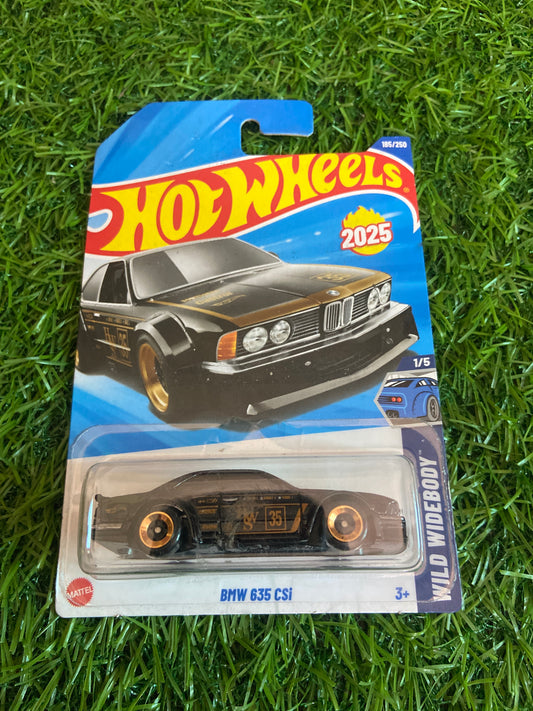 185/250
HOT WHEELS
®
2025
1/5
WILD WIDEBODY
35
BMW 635 CSi
3+
MATTEL